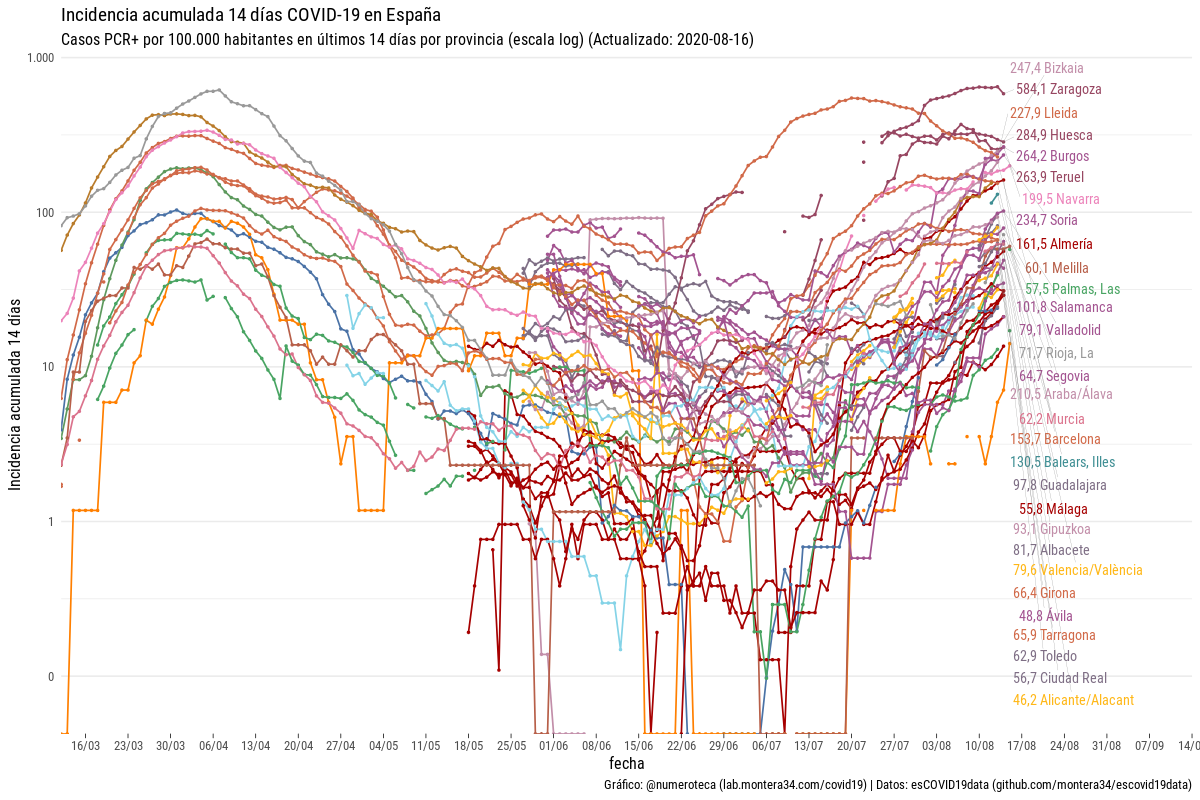 Incidencia acumulada 14 días COVID-19 en España
Casos PCR+ por 100.000 habitantes en últimos 14 días por provincia (escala log) (Actualizado: 2020-08-16)
Incidencia acumulada 14 días
1.000
100
10
1
0
247,4 Bizkaia
584,1 Zaragoza
227,9 Lleida
284,9 Huesca
264,2 Burgos
263,9 Teruel
199,5 Navarra
234,7 Soria
161,5 Almería
60,1 Melilla
57,5 Palmas, Las
101,8 Salamanca
79,1 Valladolid
71,7 Rioja, La
64,7 Segovia
210,5 Araba/Álava
62,2 Murcia
153,7 Barcelona
130,5 Balears, Illes
97,8 Guadalajara
55,8 Málaga
93,1 Gipuzkoa
81,7 Albacete
79,6 Valencia/València
66,4 Girona
48,8 Ávila
65,9 Tarragona
62,9 Toledo
56,7 Ciudad Real
46,2 Alicante/Alacant
16/03 23/03 30/03 06/04 13/04 20/04 27/04 04/05 11/05 18/05 25/05 01/06 08/06 15/06 22/06 29/06 06/07 13/07 20/07 27/07 03/08 10/08 17/08 24/08 31/08 07/09 14/0
fecha
Gráfico: @numeroteca (lab.montera34.com/covid19) | Datos: esCOVID19data (github.com/montera34/escovid19data)